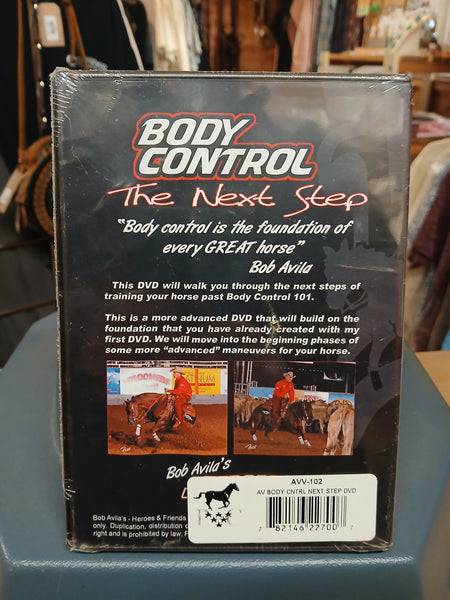 BODY
CONTROL
The Next Step
"Body control is the foundation of
every GREAT horse"
Bob Avila
This DVD will walk you through the next steps of
training your horse past Body Control 101.
This is a more advanced DVD that will build on the
foundation that you have already created with my
first DVD. We will move into the beginning phases of
some more "advanced" maneuvers for your horse.
Bob Avila's
AVV-102
AV BODY CNTRL NEXT STEP DVD
7 82146 22700 7
Bob Avila's - Heroes & Friends
only. Duplication, distribution
right and is prohibited by law.